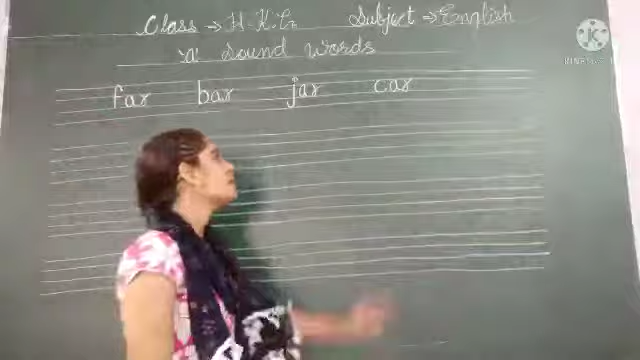 Class → H.K.G Subject → English
'a' sound words
far bar jar car